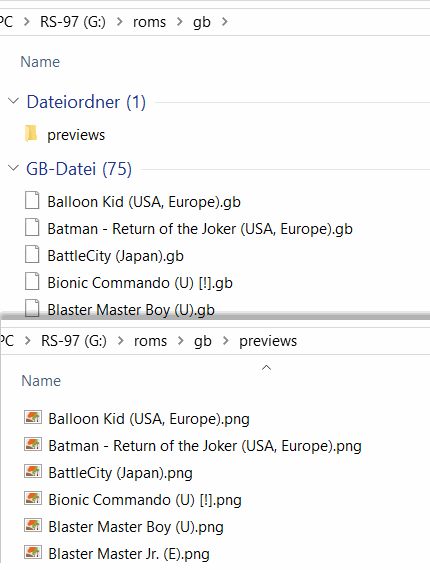 PC > RS-97 (G:) > roms > gb >
Name
Dateiordner (1)
previews
GB-Datei (75)
Balloon Kid (USA, Europe).gb
Batman - Return of the Joker (USA, Europe).gb
BattleCity (Japan).gb
Bionic Commando (U) [!].gb
Blaster Master Boy (U).gb
PC > RS-97 (G:) > roms > gb > previews
Name
Balloon Kid (USA, Europe).png
Batman - Return of the Joker (USA, Europe).png
BattleCity (Japan).png
Bionic Commando (U) [!].png
Blaster Master Boy (U).png
Blaster Master Jr. (E).png